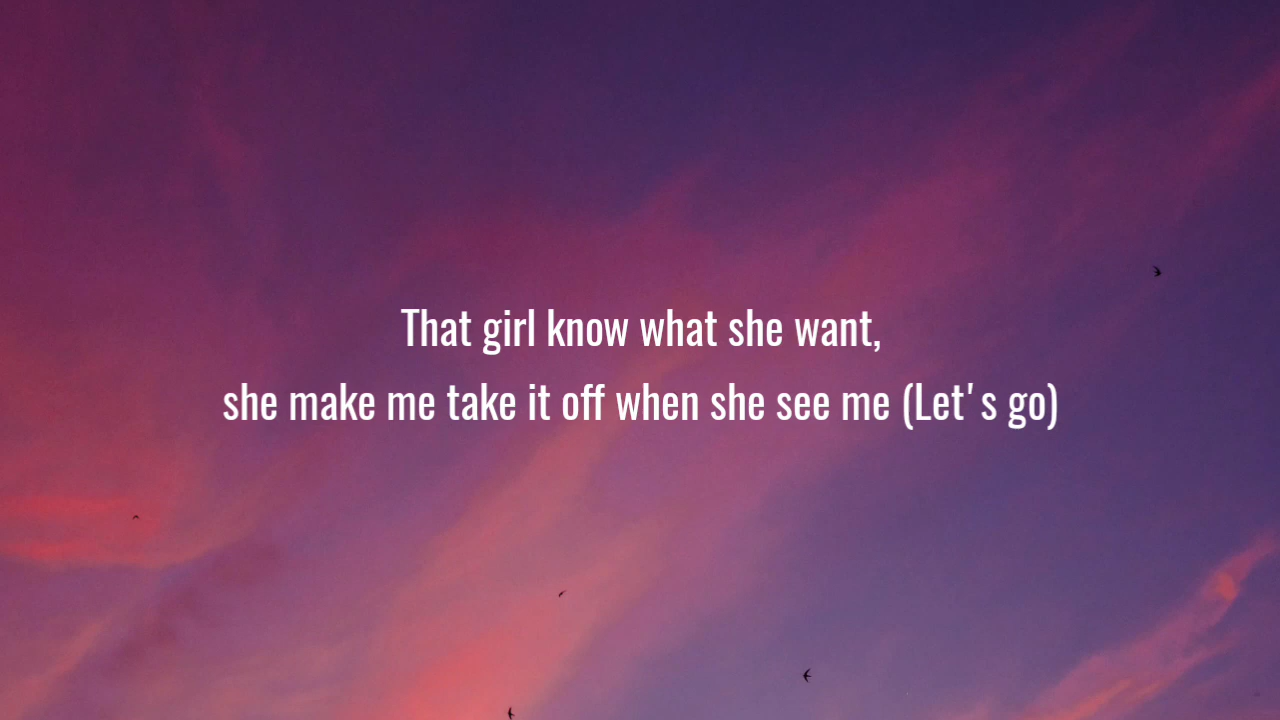 That girl know what she want,
she make me take it off when she see me (Let's go)